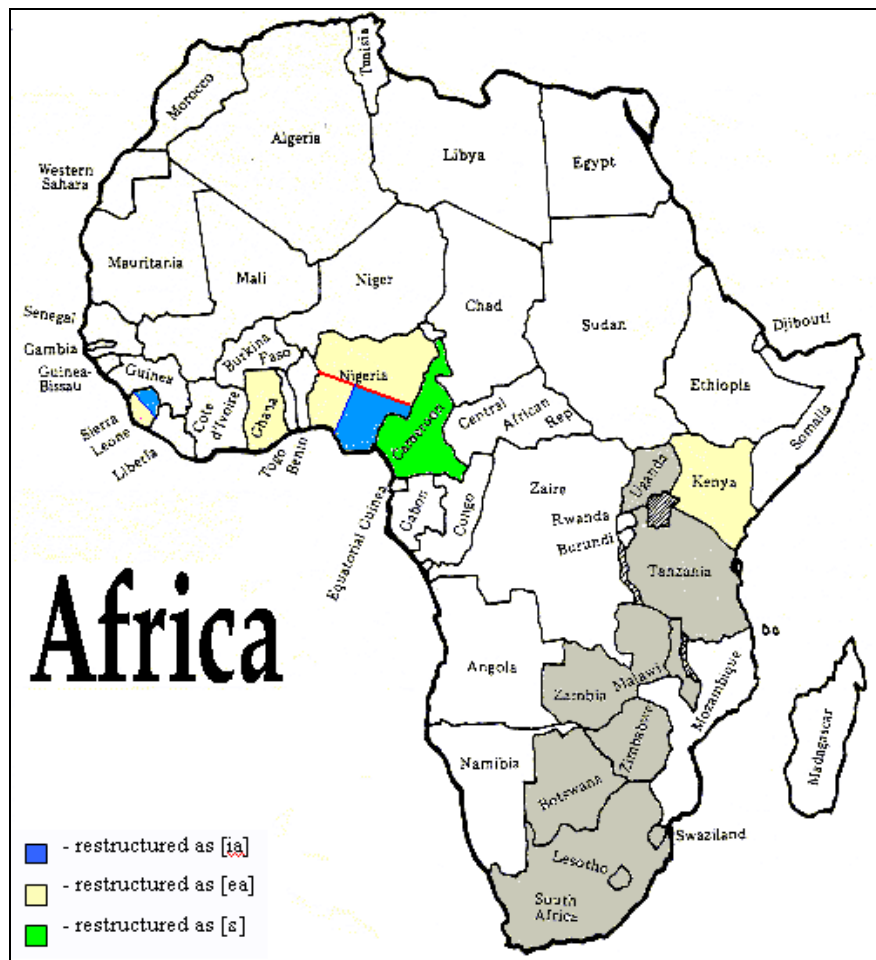 Tunisia
Morocco
Algeria
Libya
Egypt
Western
Sahara
Mauritania
Mali
Niger
Chad
Sudan
Senegal
Gambia
Guinea-
Bissau
Guinea
Burkina
Faso
Nigeria
Djibouti
Ethiopia
Somalia
Sierra
Leone
Liberia
Cote
d'Ivoire
Ghana
Togo
Benin
Cameroon
Central
African
Rep
Equatorial Guinea
Gabon
Congo
Zaire
Uganda
Kenya
Rwanda
Burundi
Tanzania
Africa
Angola
Zambia
Malawi
Mozambique
Madagascar
Namibia
Zimbabwe
Botswana
Swaziland
Lesotho
South
Africa
- restructured as [ia]
- restructured as [ea]
- restructured as [ɛ]